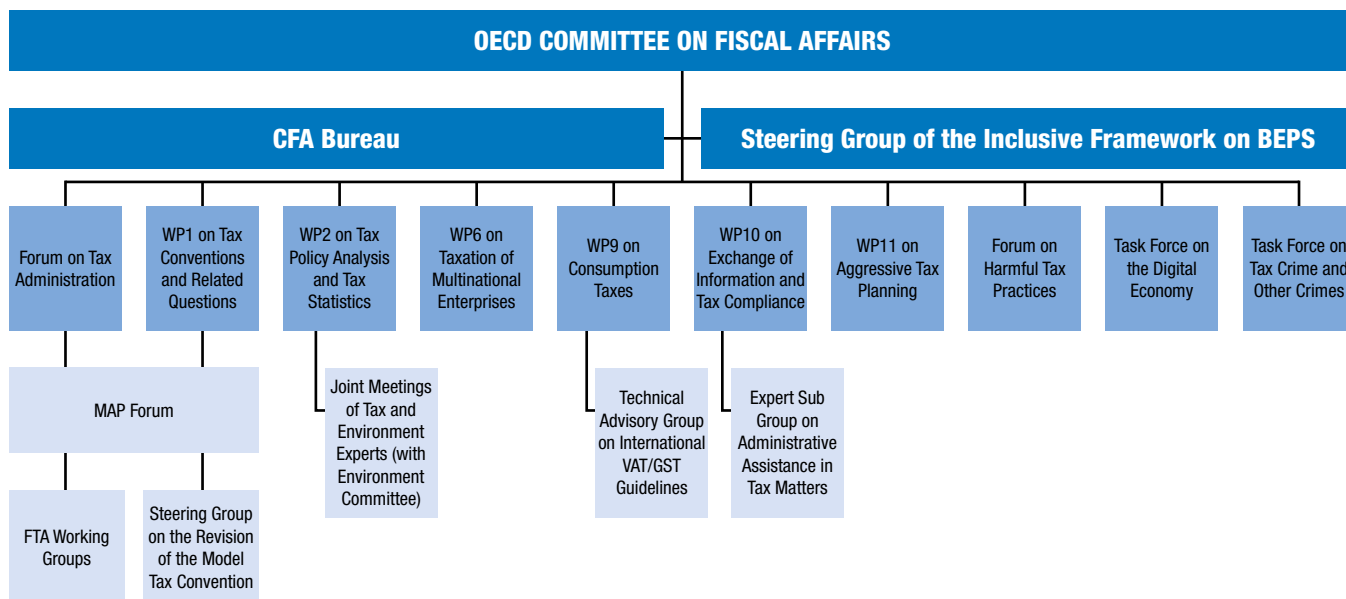 OECD COMMITTEE ON FISCAL AFFAIRS
CFA Bureau
Steering Group of the Inclusive Framework on BEPS
Forum on Tax
Administration
WP1 on Tax
Conventions
and Related
Questions
WP2 on Tax
Policy Analysis
and Tax
Statistics
WP6 on
Taxation of
Multinational
Enterprises
WP9 on
Consumption
Taxes
WP10 on
Exchange of
Information and
Tax Compliance
WP11 on
Aggressive Tax
Planning
Forum on
Harmful Tax
Practices
Task Force on
the Digital
Economy
Task Force on
Tax Crime and
Other Crimes
MAP Forum
Joint Meetings
of Tax and
Environment
Experts (with
Environment
Committee)
Technical
Advisory Group
on International
VAT/GST
Guidelines
Expert Sub
Group on
Administrative
Assistance in
Tax Matters
FTA Working
Groups
Steering Group
on the Revision
of the Model
Tax Convention